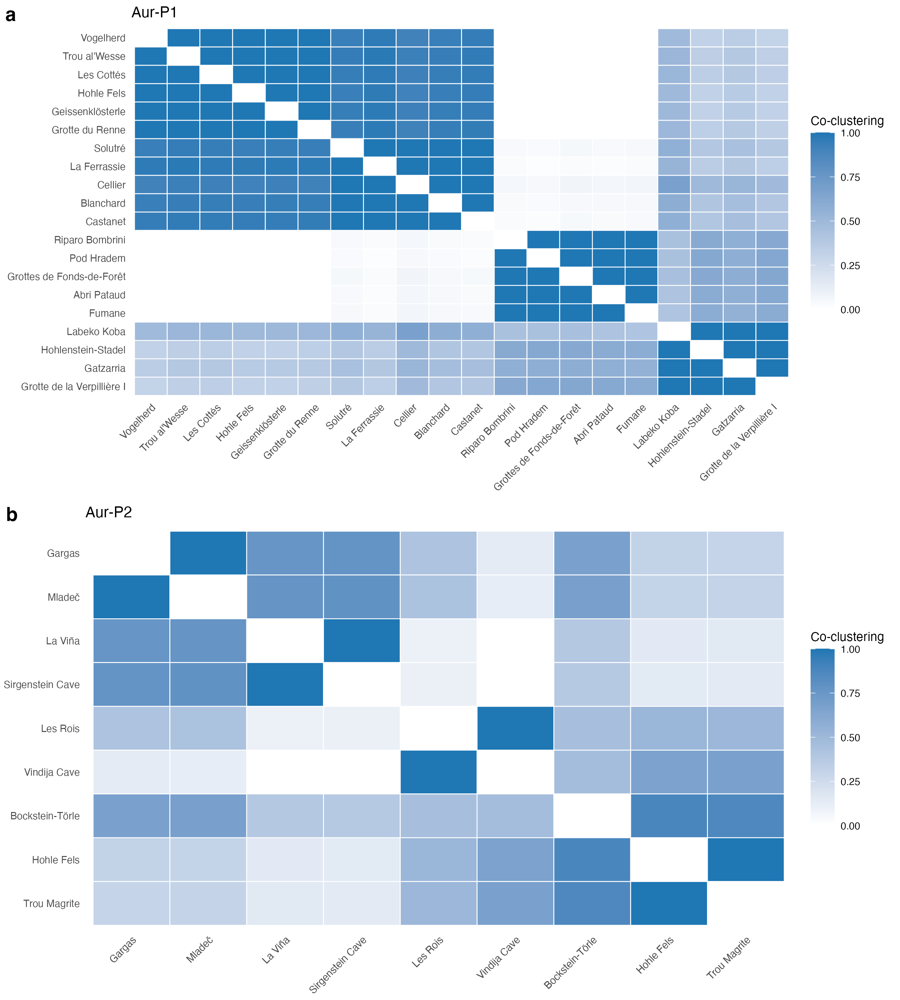 a
Aur-P1
Vogelherd
Trou al'Wesse
Les Cottés
Hohle Fels
Geissenklösterle
Grotte du Renne
Solutré
La Ferrassie
Cellier
Blanchard
Castanet
Riparo Bombrini
Pod Hradem
Grottes de Fonds-de-Forêt
Abri Pataud
Fumane
Labeko Koba
Hohlenstein-Stadel
Gatzarria
Grotte de la Verpillière I
Vogelherd
Trou al'Wesse
Les Cottés
Hohle Fels
Geissenklösterle
Grotte du Renne
Solutré
La Ferrassie
Cellier
Blanchard
Castanet
Riparo Bombrini
Pod Hradem
Grottes de Fonds-de-Forêt
Abri Pataud
Fumane
Labeko Koba
Hohlenstein-Stadel
Gatzarria
Grotte de la Verpillière I
Co-clustering
1.00
0.75
0.50
0.25
0.00
b
Aur-P2
Gargas
Mladeč
La Viña
Sirgenstein Cave
Les Rois
Vindija Cave
Bockstein-Törle
Hohle Fels
Trou Magrite
Gargas
Mladeč
La Viña
Sirgenstein Cave
Les Rois
Vindija Cave
Bockstein-Törle
Hohle Fels
Trou Magrite
Co-clustering
1.00
0.75
0.50
0.25
0.00